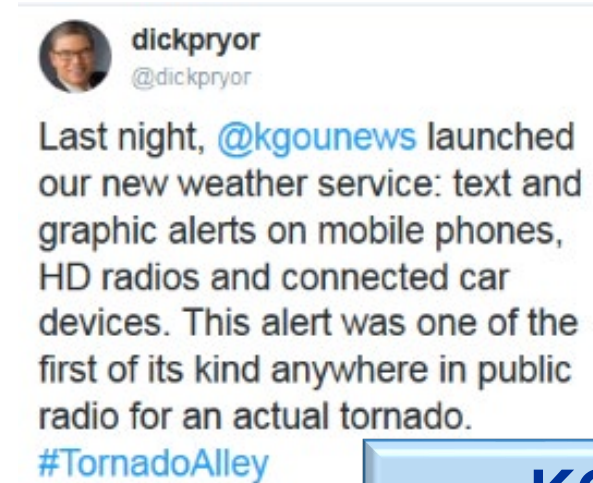 dickpryor
@dickpryor
Last night, @kgounews launched
our new weather service: text and
graphic alerts on mobile phones,
HD radios and connected car
devices. This alert was one of the
first of its kind anywhere in public
radio for an actual tornado.
#TornadoAlley